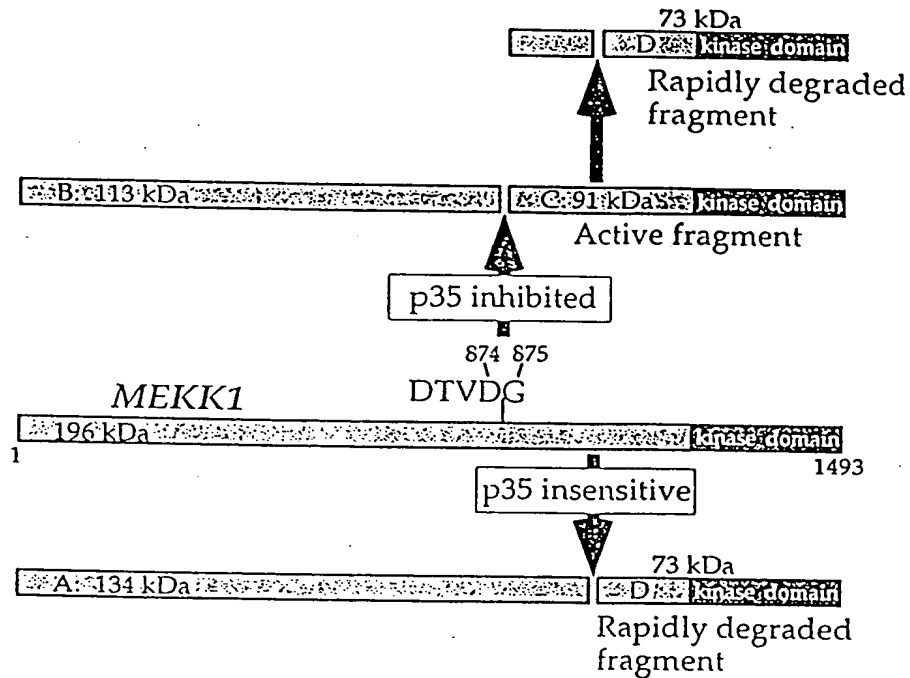 73 kDa
D kinase domain
Rapidly degraded
fragment
B: 113 kDa C: 91 kDa kinase domain
Active fragment
p35 inhibited
874 875
DTVDG
MEKK1
196 kDa kinase domain
1 1493
p35 insensitive
73 kDa
A: 134 kDa D kinase domain
Rapidly degraded
fragment